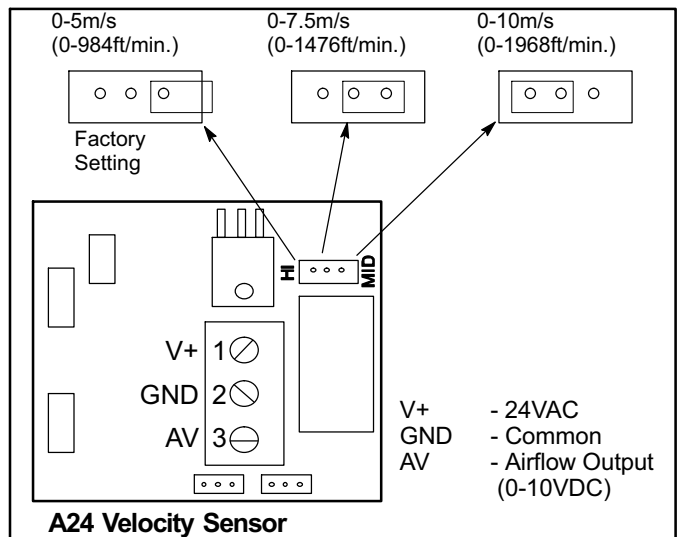 0-5m/s
(0-984ft/min.)
0-7.5m/s
(0-1476ft/min.)
0-10m/s
(0-1968ft/min.)
Factory
Setting
HI
MID
V+ 1
GND 2
AV 3
V+ - 24VAC
GND - Common
AV - Airflow Output
(0-10VDC)
A24 Velocity Sensor